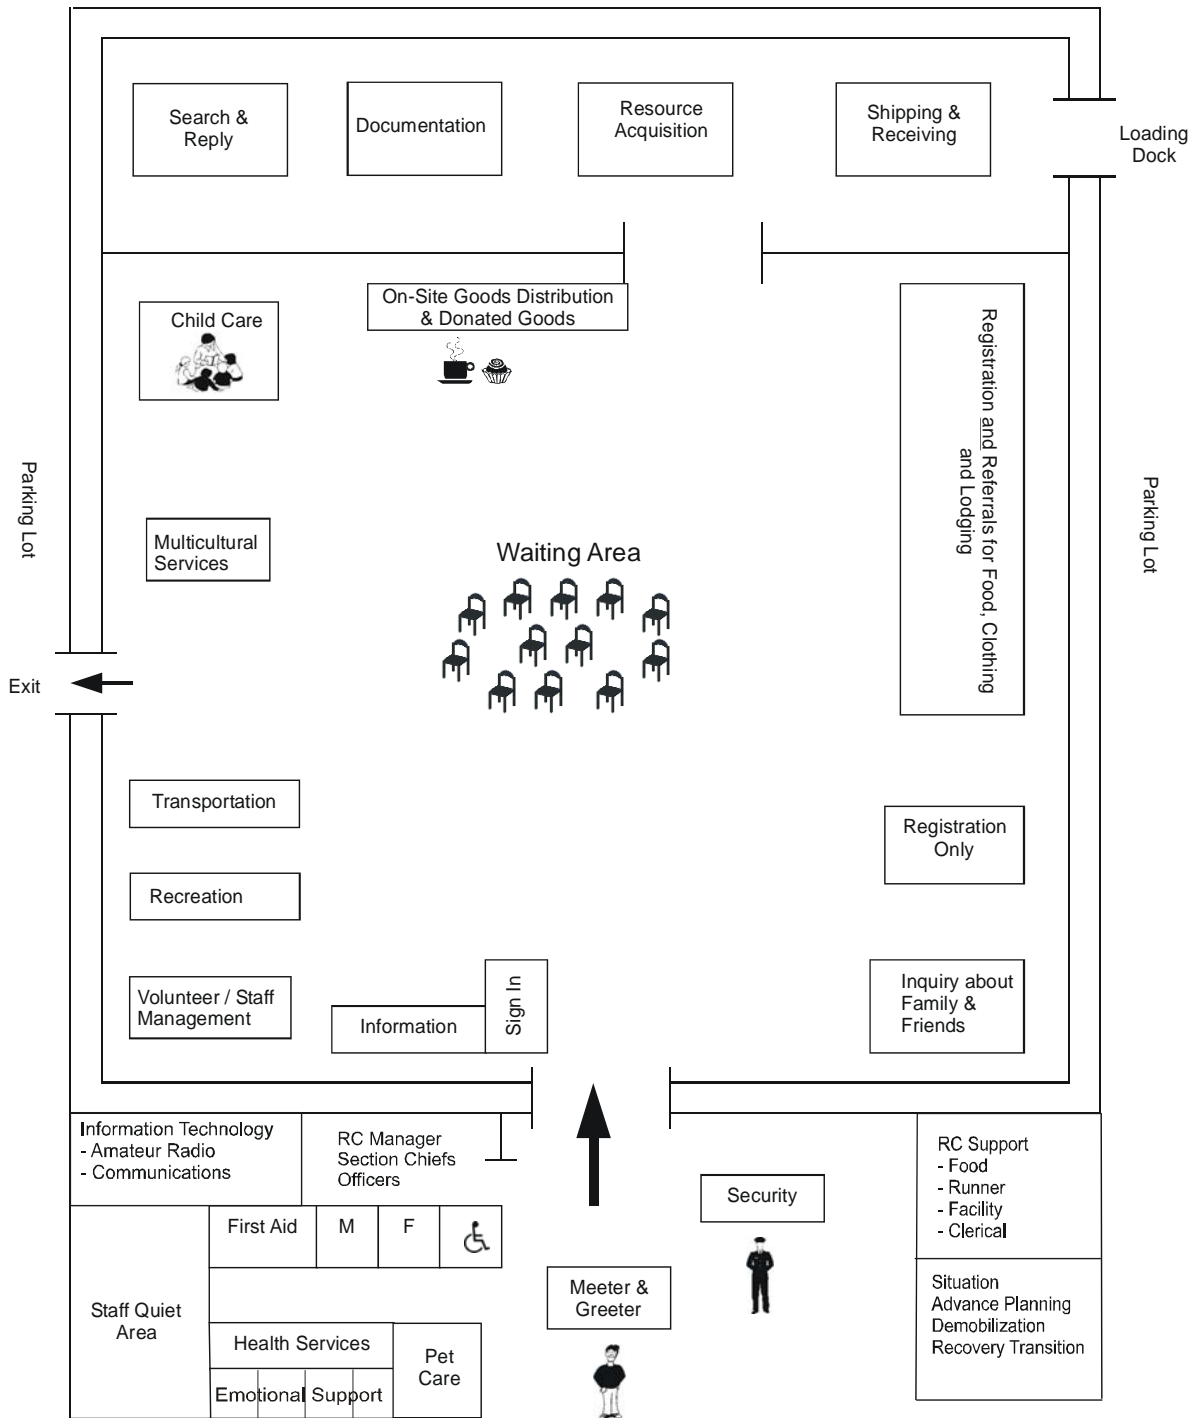 Search &
Reply
Documentation
Resource
Acquisition
Shipping &
Receiving
Loading
Dock
Child Care
On-Site Goods Distribution
& Donated Goods
Registration and Referrals for Food, Clothing
and Lodging
Parking Lot
Parking Lot
Multicultural
Services
Waiting Area
Exit
Transportation
Registration
Only
Recreation
Volunteer / Staff
Management
Information
Sign In
Inquiry about
Family &
Friends
Information Technology
- Amateur Radio
- Communications
RC Manager
Section Chiefs
Officers
RC Support
- Food
- Runner
- Facility
- Clerical
Security
First Aid
M
F
Meeter &
Greeter
Situation
Advance Planning
Demobilization
Recovery Transition
Staff Quiet
Area
Health Services
Pet
Care
Emotional Support